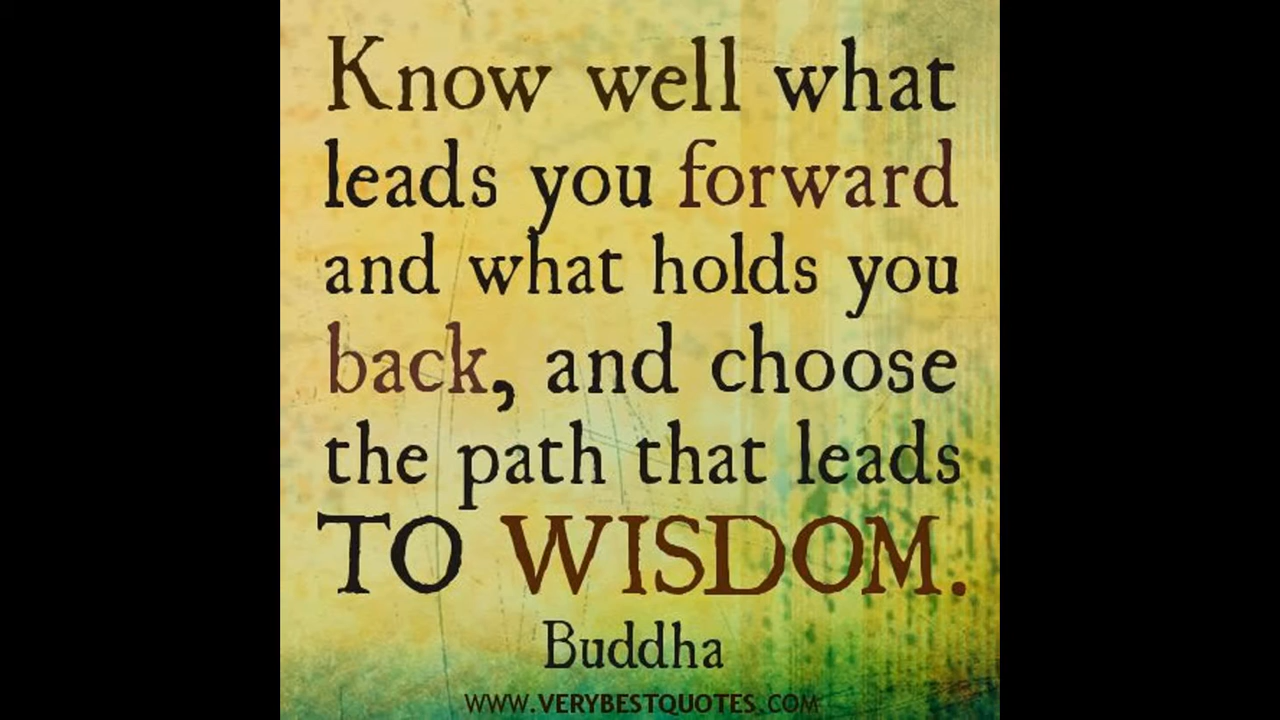 Know well what
leads you forward
and what holds you
back, and choose
the path that leads
TO WISDOM.
Buddha
WWW.VERYBESTQUOTES.COM